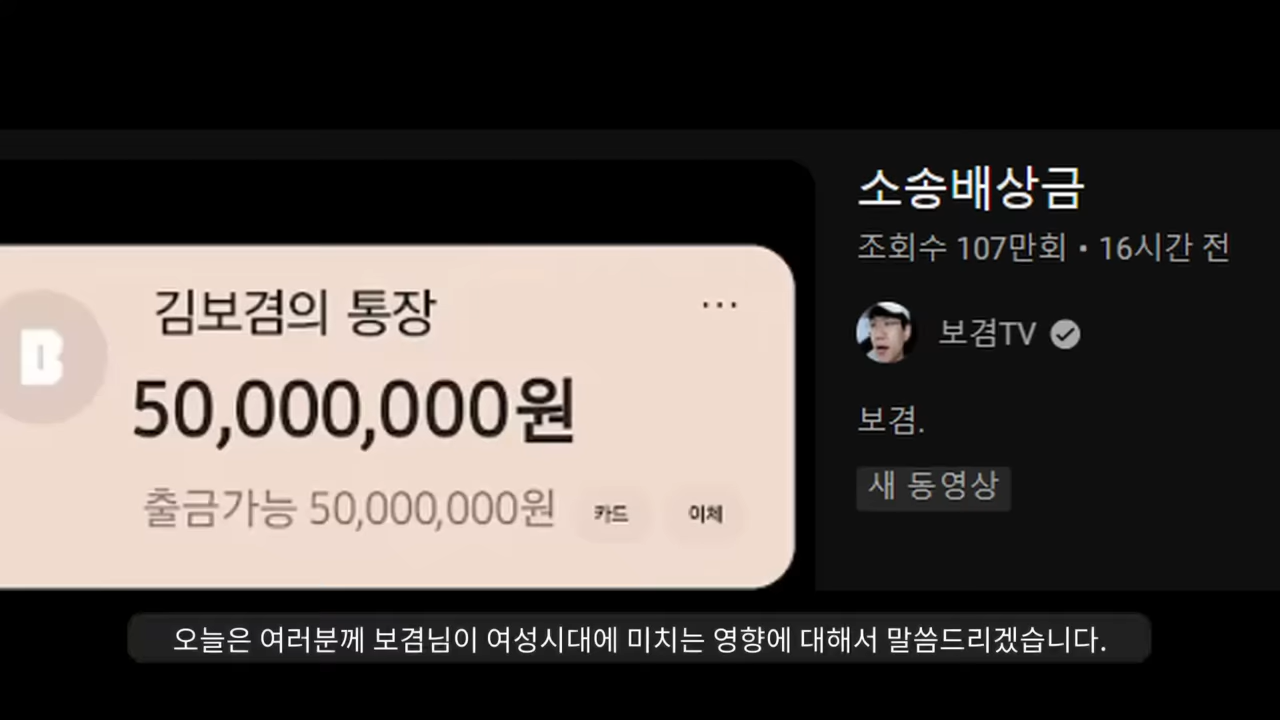 소송배상금
조회수 107만회 • 16시간 전
보겸TV
보겸.
새 동영상
B
김보겸의 통장
50,000,000원
출금가능 50,000,000원
카드
이체
오늘은 여러분께 보겸님이 여성시대에 미치는 영향에 대해서 말씀드리겠습니다.